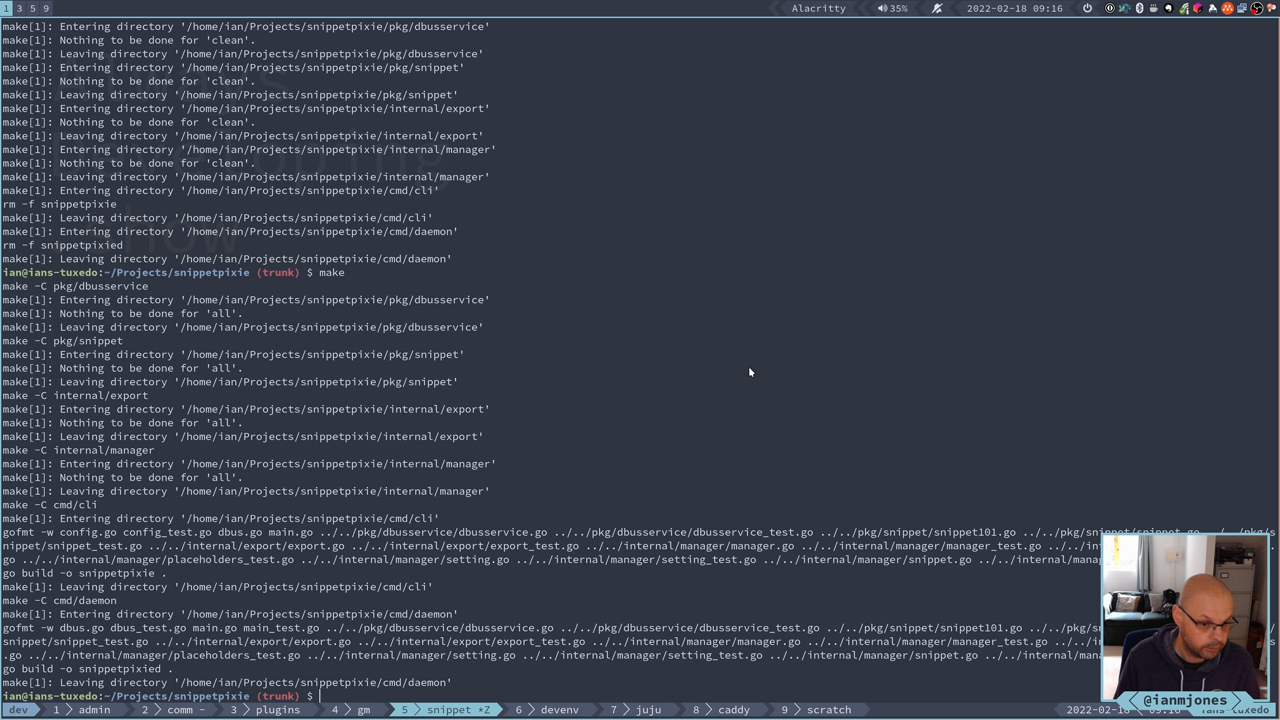 1 3 5 9 Alacritty 35% 2022-02-18 09:16
make[1]: Entering directory '/home/ian/Projects/snippetpixie/pkg/dbusservice'
make[1]: Nothing to be done for 'clean'.
make[1]: Leaving directory '/home/ian/Projects/snippetpixie/pkg/dbusservice'
make[1]: Entering directory '/home/ian/Projects/snippetpixie/pkg/snippet'
make[1]: Nothing to be done for 'clean'.
make[1]: Leaving directory '/home/ian/Projects/snippetpixie/pkg/snippet'
make[1]: Entering directory '/home/ian/Projects/snippetpixie/internal/export'
make[1]: Nothing to be done for 'clean'.
make[1]: Leaving directory '/home/ian/Projects/snippetpixie/internal/export'
make[1]: Entering directory '/home/ian/Projects/snippetpixie/internal/manager'
make[1]: Nothing to be done for 'clean'.
make[1]: Leaving directory '/home/ian/Projects/snippetpixie/internal/manager'
make[1]: Entering directory '/home/ian/Projects/snippetpixie/cmd/cli'
rm -f snippetpixie
make[1]: Leaving directory '/home/ian/Projects/snippetpixie/cmd/cli'
make[1]: Entering directory '/home/ian/Projects/snippetpixie/cmd/daemon'
rm -f snippetpixied
make[1]: Leaving directory '/home/ian/Projects/snippetpixie/cmd/daemon'
ian@ians-tuxedo:~/Projects/snippetpixie (trunk) $ make
make -C pkg/dbusservice
make[1]: Entering directory '/home/ian/Projects/snippetpixie/pkg/dbusservice'
make[1]: Nothing to be done for 'all'.
make[1]: Leaving directory '/home/ian/Projects/snippetpixie/pkg/dbusservice'
make -C pkg/snippet
make[1]: Entering directory '/home/ian/Projects/snippetpixie/pkg/snippet'
make[1]: Nothing to be done for 'all'.
make[1]: Leaving directory '/home/ian/Projects/snippetpixie/pkg/snippet'
make -C internal/export
make[1]: Entering directory '/home/ian/Projects/snippetpixie/internal/export'
make[1]: Nothing to be done for 'all'.
make[1]: Leaving directory '/home/ian/Projects/snippetpixie/internal/export'
make -C internal/manager
make[1]: Entering directory '/home/ian/Projects/snippetpixie/internal/manager'
make[1]: Nothing to be done for 'all'.
make[1]: Leaving directory '/home/ian/Projects/snippetpixie/internal/manager'
make -C cmd/cli
make[1]: Entering directory '/home/ian/Projects/snippetpixie/cmd/cli'
gofmt -w config.go config_test.go dbus.go main.go ../../pkg/dbusservice/dbusservice.go ../../pkg/dbusservice/dbusservice_test.go ../../pkg/snippet/snippet101.go ../../pkg/snippet/snippet.go ../../pkg/s
nippet/snippet_test.go ../../internal/export/export.go ../../internal/export/export_test.go ../../internal/manager/manager.go ../../internal/manager/manager_test.go ../../internal/manager
go ../../internal/manager/placeholders_test.go ../../internal/manager/setting.go ../../internal/manager/setting_test.go ../../internal/manager/snippet.go ../../internal/mana
go build -o snippetpixie .
make[1]: Leaving directory '/home/ian/Projects/snippetpixie/cmd/cli'
make -C cmd/daemon
make[1]: Entering directory '/home/ian/Projects/snippetpixie/cmd/daemon'
gofmt -w dbus.go dbus_test.go main.go main_test.go ../../pkg/dbusservice/dbusservice.go ../../pkg/dbusservice/dbusservice_test.go ../../pkg/snippet/snippet101.go
snippet/snippet_test.go ../../internal/export/export.go ../../internal/export/export_test.go ../../internal/manager/manager.go ../../internal/manager/manager_test.go
.go ../../internal/manager/placeholders_test.go ../../internal/manager/setting.go ../../internal/manager/setting_test.go ../../internal/manager/snippet.go ../../internal/man
go build -o snippetpixied .
make[1]: Leaving directory '/home/ian/Projects/snippetpixie/cmd/daemon'
ian@ians-tuxedo:~/Projects/snippetpixie (trunk) $
@ianmjones
dev 1 admin 2 comm - 3 plugins 4 gm 5 snippet *Z 6 devenv 7 juju 8 caddy 9 scratch 2022-02-18